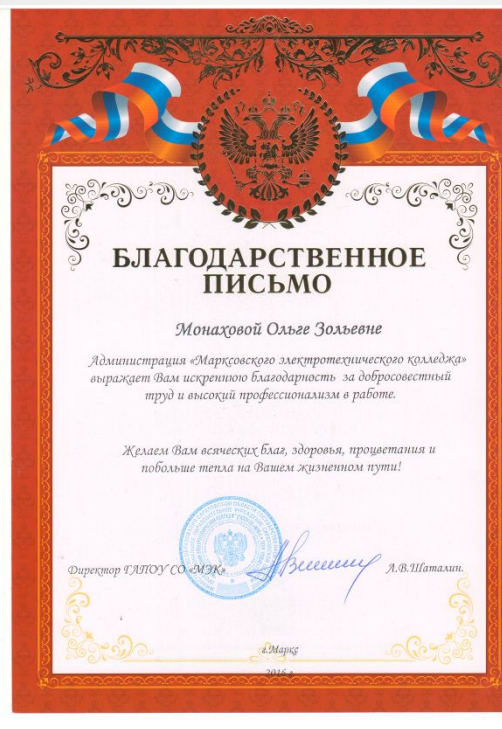 БЛАГОДАРСТВЕННОЕ
ПИСЬМО
Монаховой Ольге Зольевне
Администрация «Марксовского электротехнического колледжа»
выражает Вам искреннюю благодарность за добросовестный
труд и высокий профессионализм в работе.
Желаем Вам всяческих благ, здоровья, процветания и
побольше тепла на Вашем жизненном пути!
Директор ГАПОУ СО «МЭК» А.В.Шаталин.
г.Маркс
2016 г.